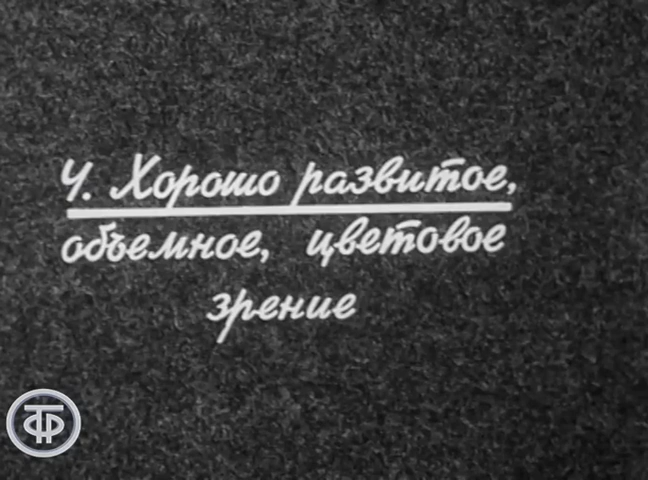 4. Хорошо развитое,
объемное, цветовое
зрение